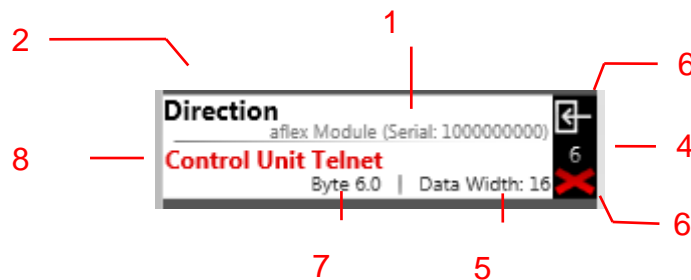 1
2
6
Direction
aflex Module (Serial: 1000000000)
8
4
6
Control Unit Telnet
Byte 6.0 | Data Width: 16
6
7
5